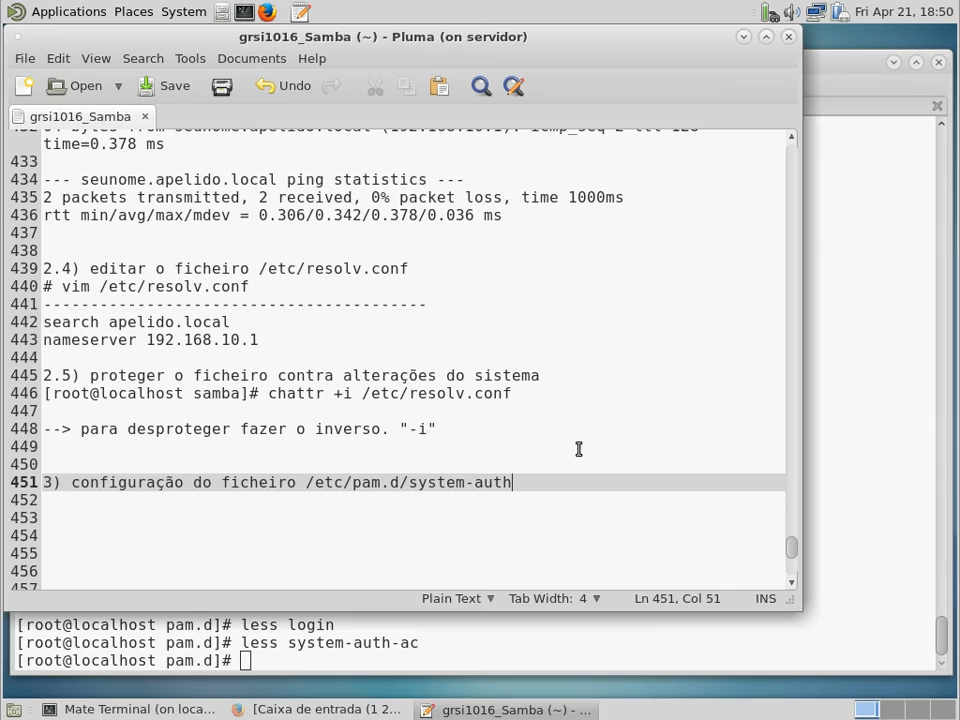 Applications Places System
Fri Apr 21, 18:50
grsi1016_Samba (~) - Pluma (on servidor)
File Edit View Search Tools Documents Help
Open Save Undo
grsi1016_Samba
time=0.378 ms
433
434 --- seunome.apelido.local ping statistics ---
435 2 packets transmitted, 2 received, 0% packet loss, time 1000ms
436 rtt min/avg/max/mdev = 0.306/0.342/0.378/0.036 ms
437
438
439 2.4) editar o ficheiro /etc/resolv.conf
440 # vim /etc/resolv.conf
441 -----------------------------------------
442 search apelido.local
443 nameserver 192.168.10.1
444
445 2.5) proteger o ficheiro contra alterações do sistema
446 [root@localhost samba]# chattr +i /etc/resolv.conf
447
448 --> para desproteger fazer o inverso. "-i"
449
450
451 3) configuração do ficheiro /etc/pam.d/system-auth
452
453
454
455
456
457
Plain Text Tab Width: 4 Ln 451, Col 51 INS
[root@localhost pam.d]# less login
[root@localhost pam.d]# less system-auth-ac
[root@localhost pam.d]#
Mate Terminal (on loca... [Caixa de entrada (1 2... grsi1016_Samba (~) - ...